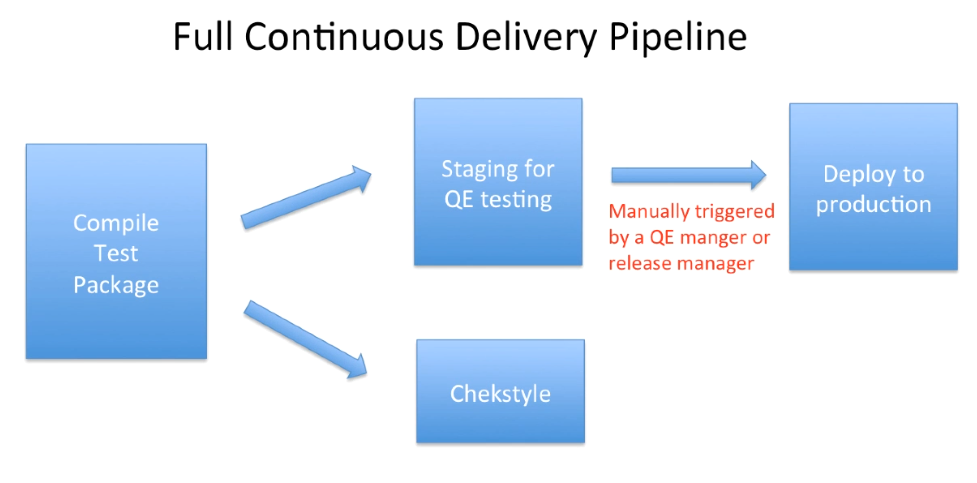 Full Continuous Delivery Pipeline
Compile
Test
Package
Staging for
QE testing
Manually triggered
by a QE manger or
release manager
Deploy to
production
Chekstyle